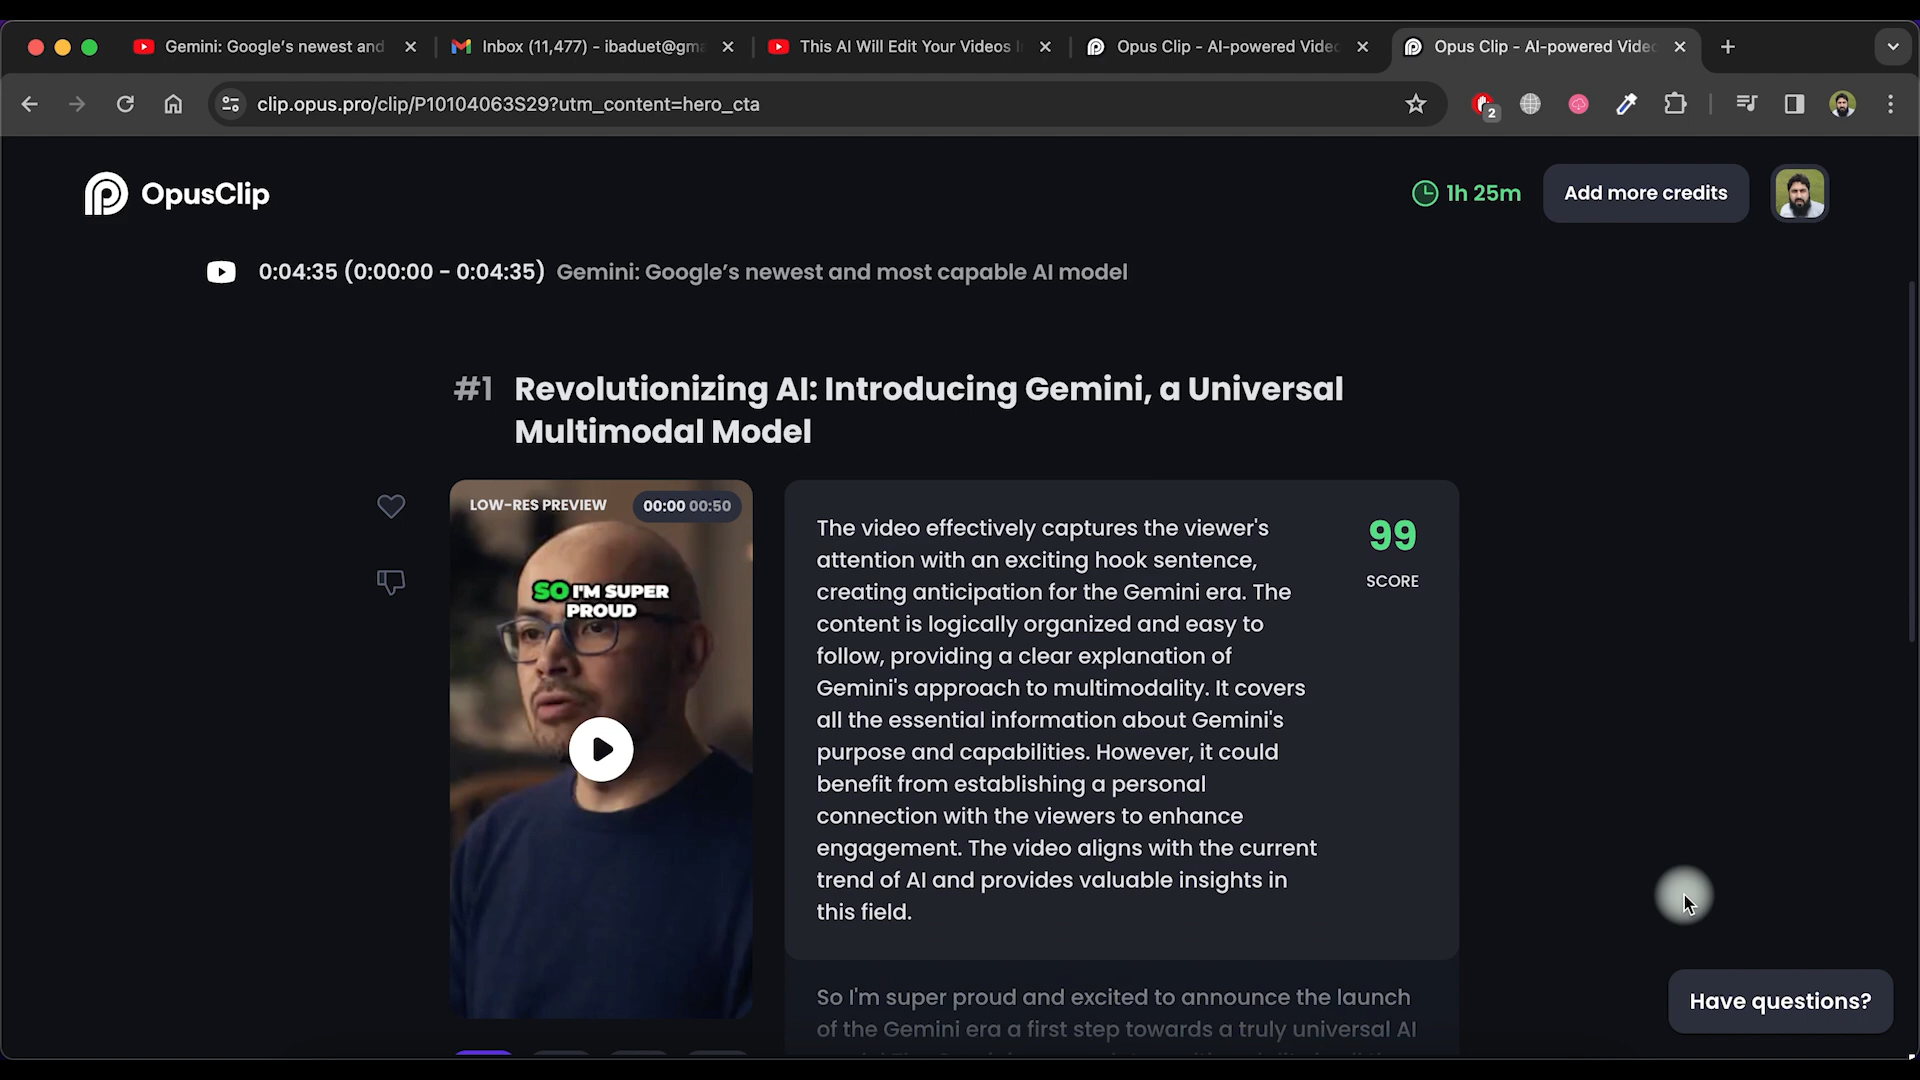 Gemini: Google's newest and
Inbox (11,477) - ibaduet@gma
This AI Will Edit Your Videos
Opus Clip - AI-powered Vide
Opus Clip - AI-powered Vide
clip.opus.pro/clip/P10104063S29?utm_content=hero_cta
2
OpusClip
1h 25m
Add more credits
0:04:35 (0:00:00 - 0:04:35) Gemini: Google's newest and most capable AI model
#1 Revolutionizing AI: Introducing Gemini, a Universal
Multimodal Model
LOW-RES PREVIEW
00:00 00:50
SO I'M SUPER
PROUD
The video effectively captures the viewer's
attention with an exciting hook sentence,
creating anticipation for the Gemini era. The
content is logically organized and easy to
follow, providing a clear explanation of
Gemini's approach to multimodality. It covers
all the essential information about Gemini's
purpose and capabilities. However, it could
benefit from establishing a personal
connection with the viewers to enhance
engagement. The video aligns with the current
trend of AI and provides valuable insights in
this field.
99
SCORE
So I'm super proud and excited to announce the launch
of the Gemini era a first step towards a truly universal AI
Have questions?